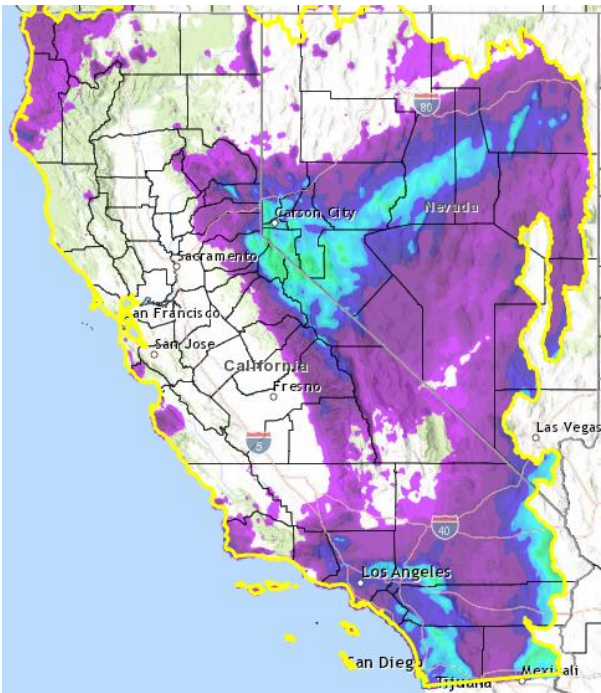 80
Carson City
Nevada
Sacramento
an Francisco
San Jose
California
Fresno
5
Las Vegas
40
Los Angeles
San Diego
Tijuana
Mexicali